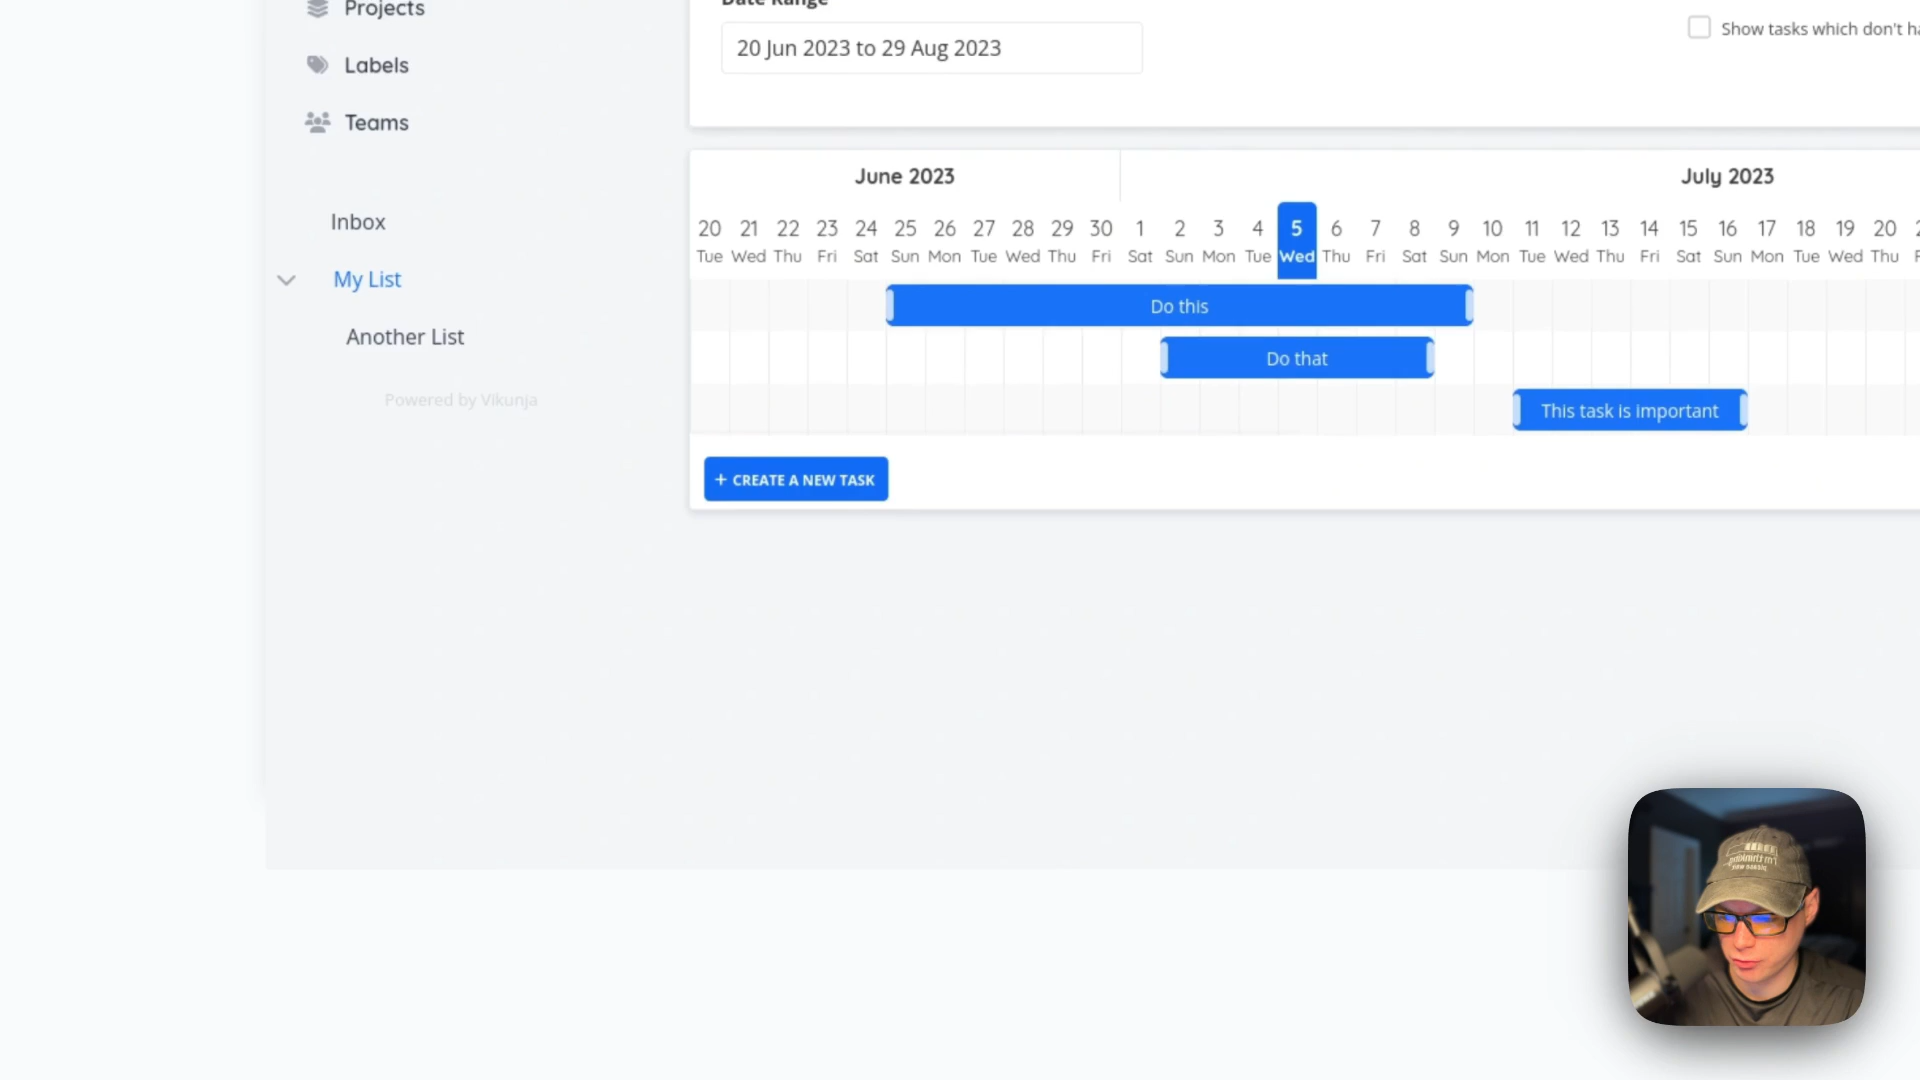 Projects
Labels
Teams
Inbox
My List
Another List
Powered by Vikunja
Date Range
20 Jun 2023 to 29 Aug 2023
Show tasks which don't
June 2023
July 2023
20 21 22 23 24 25 26 27 28 29 30 1 2 3 4 5 6 7 8 9 10 11 12 13 14 15 16 17 18 19 20
Tue Wed Thu Fri Sat Sun Mon Tue Wed Thu Fri Sat Sun Mon Tue Wed Thu Fri Sat Sun Mon Tue Wed Thu Fri Sat Sun Mon Tue Wed Thu
Do this
Do that
This task is important
+ CREATE A NEW TASK